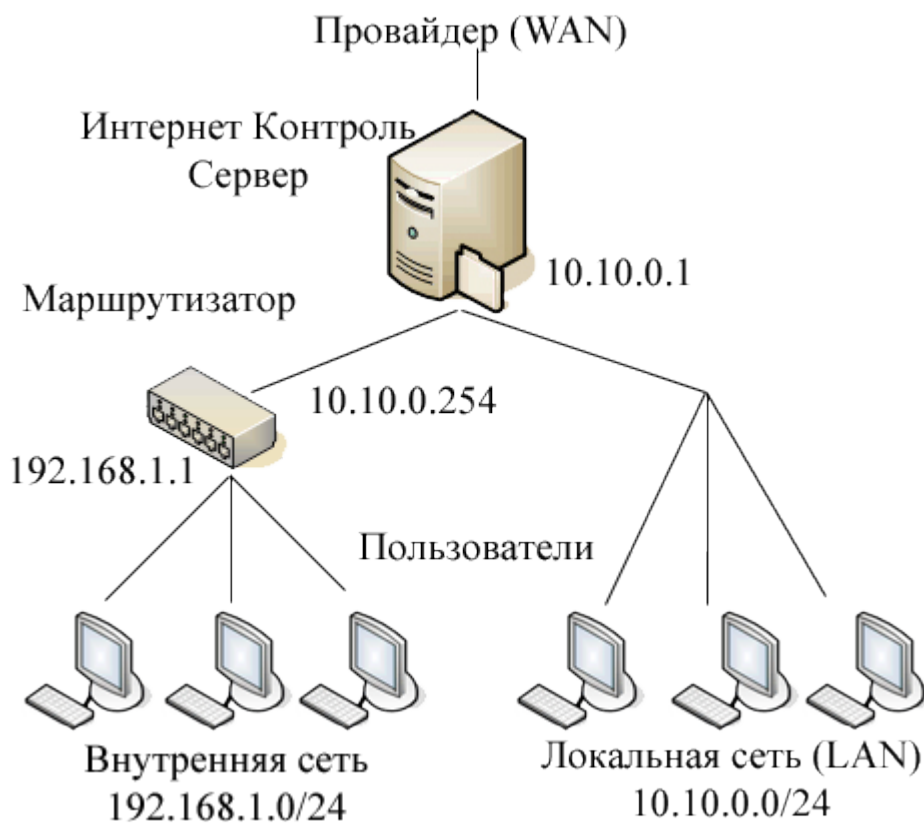 Провайдер (WAN)
Интернет Контроль
Сервер
10.10.0.1
Маршрутизатор
10.10.0.254
192.168.1.1
Пользователи
Внутренняя сеть
192.168.1.0/24
Локальная сеть (LAN)
10.10.0.0/24